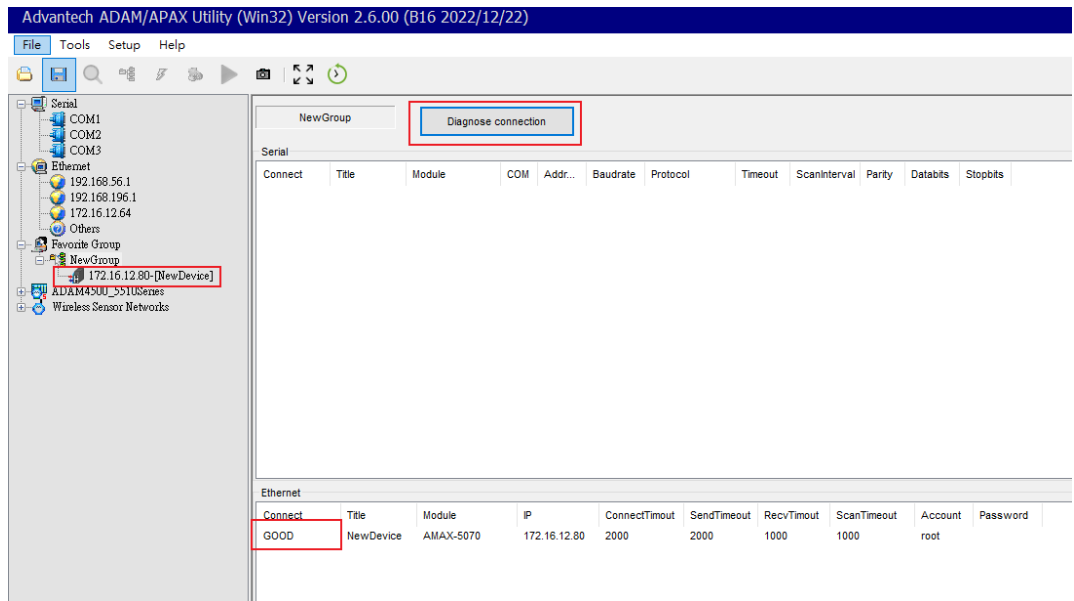 Advantech ADAM/APAX Utility (Win32) Version 2.6.00 (B16 2022/12/22)
File Tools Setup Help
Serial
COM1
COM2
COM3
Ethernet
192.168.56.1
192.168.196.1
172.16.12.64
Others
Favorite Group
NewGroup
172.16.12.80-[NewDevice]
ADAM4500_5510Series
Wireless Sensor Networks
NewGroup Diagnose connection
Serial
Connect Title Module COM Addr... Baudrate Protocol Timeout ScanInterval Parity Databits Stopbits
Ethernet
Connect Title Module IP ConnectTimout SendTimeout RecvTimout ScanTimeout Account Password
GOOD NewDevice AMAX-5070 172.16.12.80 2000 2000 1000 1000 root